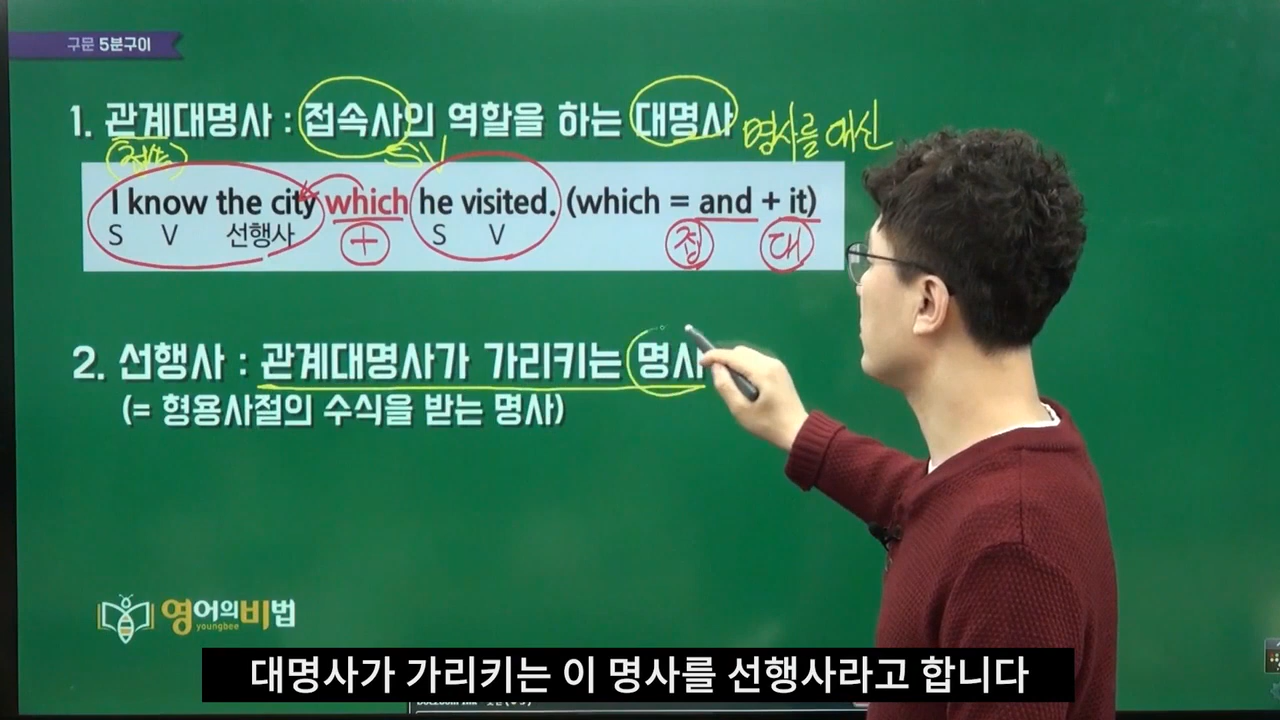 구문 5분구이
1. 관계대명사 : 접속사의 역할을 하는 대명사 명사를 대신
(접속) SV
I know the city which he visited. (which = and + it)
S V 선행사 + S V 접 대
2. 선행사 : 관계대명사가 가리키는 명사
(= 형용사절의 수식을 받는 명사)
영어의비법
youngbee
대명사가 가리키는 이 명사를 선행사라고 합니다